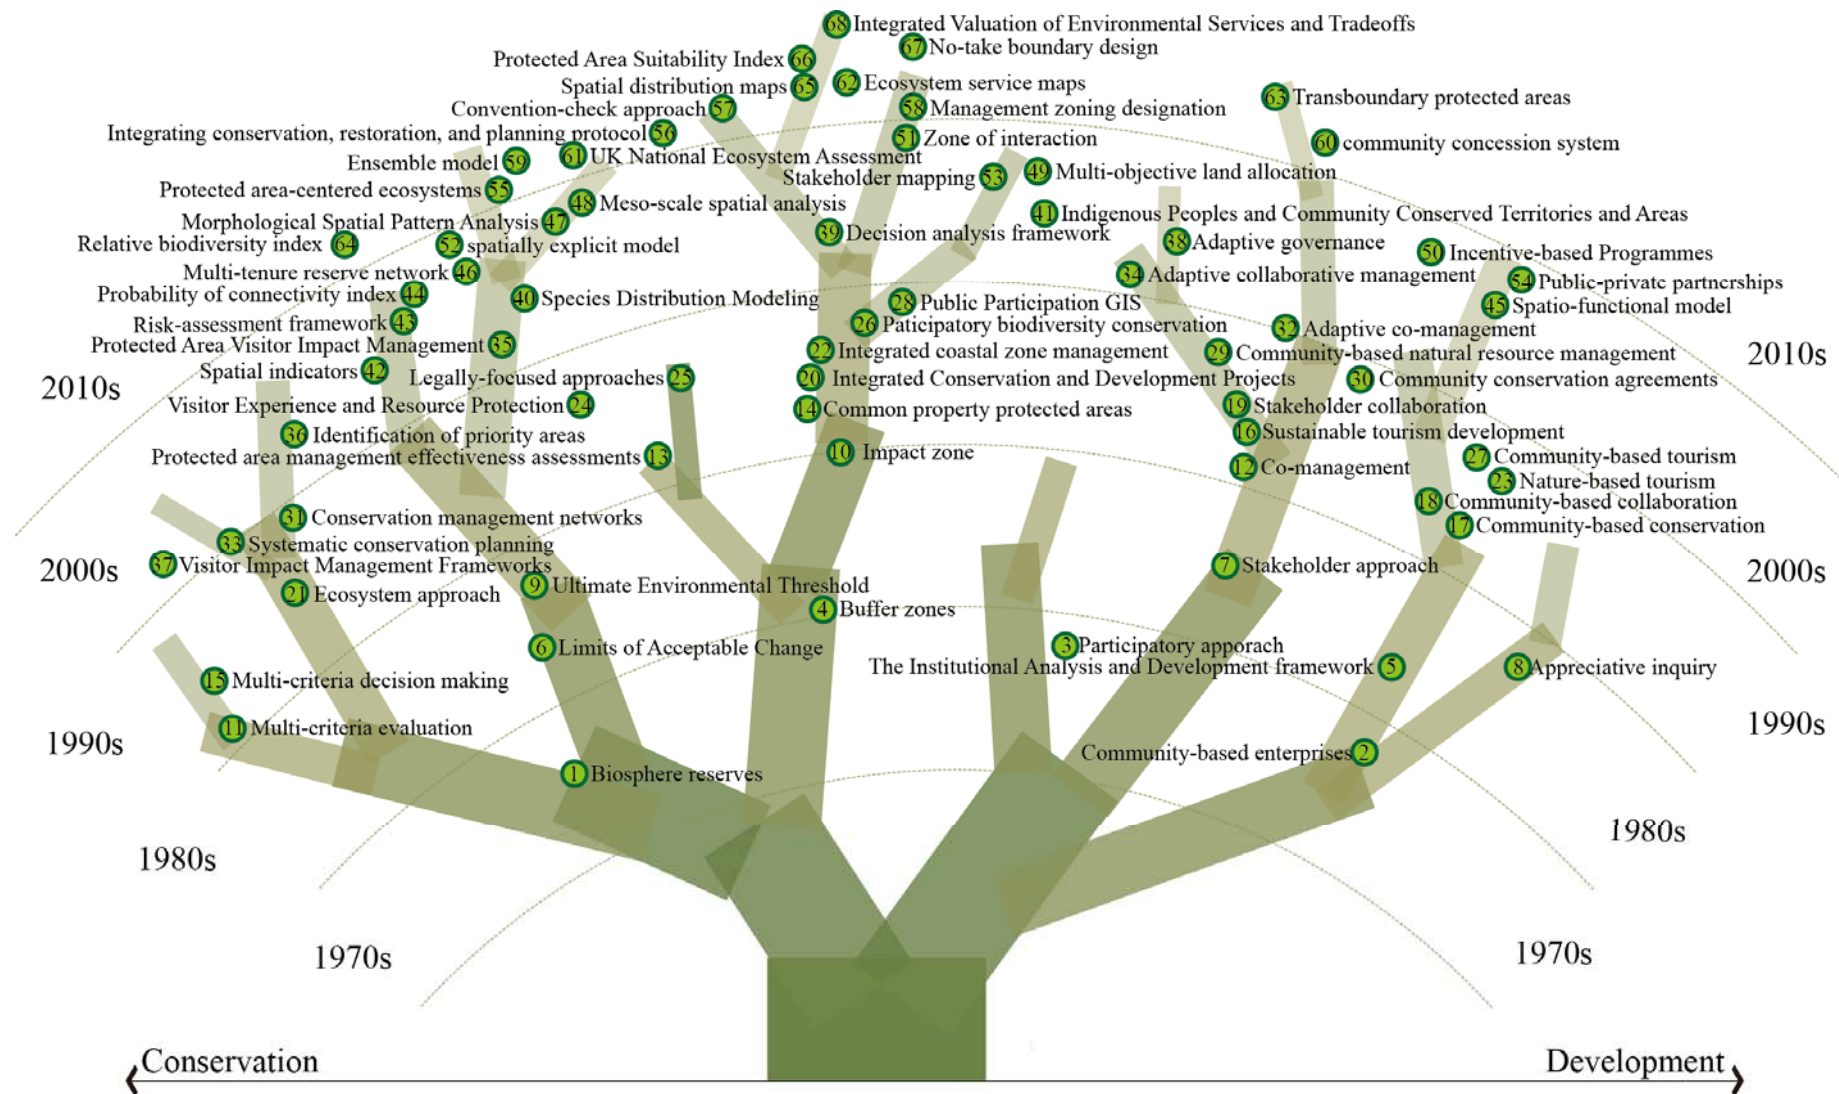 68 Integrated Valuation of Environmental Services and Tradeoffs
67 No-take boundary design
Protected Area Suitability Index 66
Spatial distribution maps 65
62 Ecosystem service maps
Convention-check approach 57
58 Management zoning designation
63 Transboundary protected areas
Integrating conservation, restoration, and planning protocol 56
51 Zone of interaction
60 community concession system
Ensemble model 59
61 UK National Ecosystem Assessment
Stakeholder mapping 53
49 Multi-objective land allocation
Protected area-centered ecosystems 55
48 Meso-scale spatial analysis
41 Indigenous Peoples and Community Conserved Territories and Areas
Morphological Spatial Pattern Analysis 47
39 Decision analysis framework
38 Adaptive governance
Relative biodiversity index 64
52 spatially explicit model
50 Incentive-based Programmes
Multi-tenure reserve network 46
34 Adaptive collaborative management
54 Public-private partnerships
Probability of connectivity index 44
40 Species Distribution Modeling
28 Public Participation GIS
45 Spatio-functional model
Risk-assessment framework 43
26 Paticipatory biodiversity conservation
32 Adaptive co-management
Protected Area Visitor Impact Management 35
22 Integrated coastal zone management
29 Community-based natural resource management
2010s
Spatial indicators 42
Legally-focused approaches 25
20 Integrated Conservation and Development Projects
30 Community conservation agreements
2010s
Visitor Experience and Resource Protection 24
14 Common property protected areas
19 Stakeholder collaboration
36 Identification of priority areas
16 Sustainable tourism development
Protected area management effectiveness assessments 13
10 Impact zone
12 Co-management
27 Community-based tourism
23 Nature-based tourism
18 Community-based collaboration
31 Conservation management networks
17 Community-based conservation
33 Systematic conservation planning
37 Visitor Impact Management Frameworks
7 Stakeholder approach
2000s
2000s
21 Ecosystem approach
9 Ultimate Environmental Threshold
4 Buffer zones
6 Limits of Acceptable Change
3 Participatory apporach
The Institutional Analysis and Development framework 5
8 Appreciative inquiry
15 Multi-criteria decision making
11 Multi-criteria evaluation
1990s
1990s
Community-based enterprises 2
1 Biosphere reserves
1980s
1980s
1970s
1970s
Conservation
Development